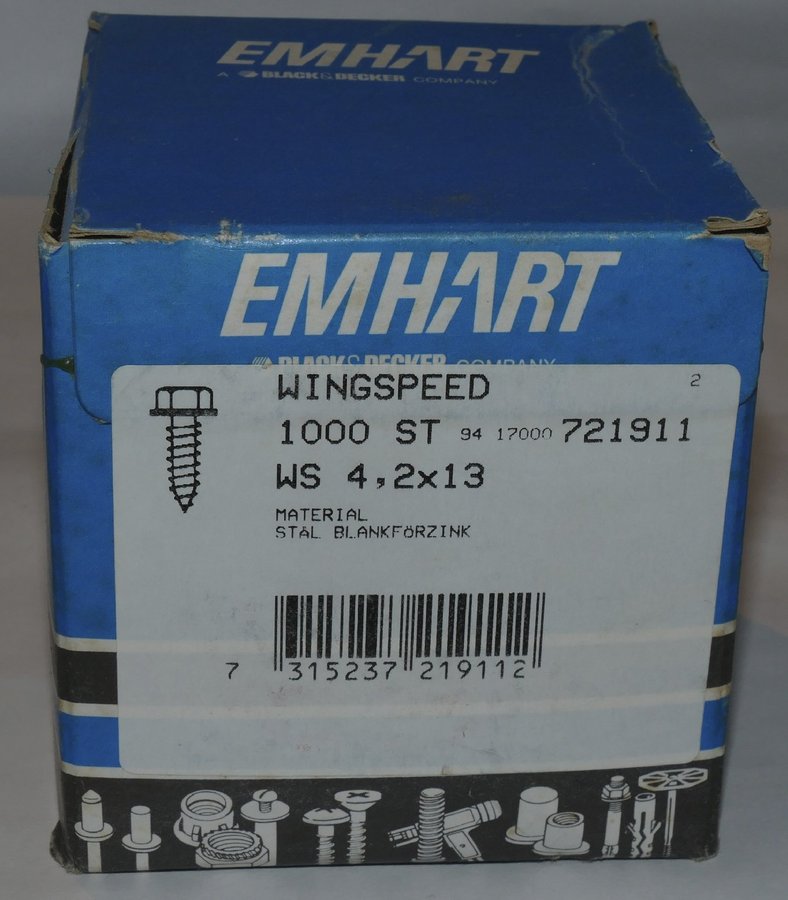 EMHART
A BLACK & DECKER COMPANY
EMHART
BLACK & DECKER COMPANY
WINGSPEED 2
1000 ST 94 17000 721911
WS 4,2x13
MATERIAL
STÅL BLANKFÖRZINK
7 315237 219112